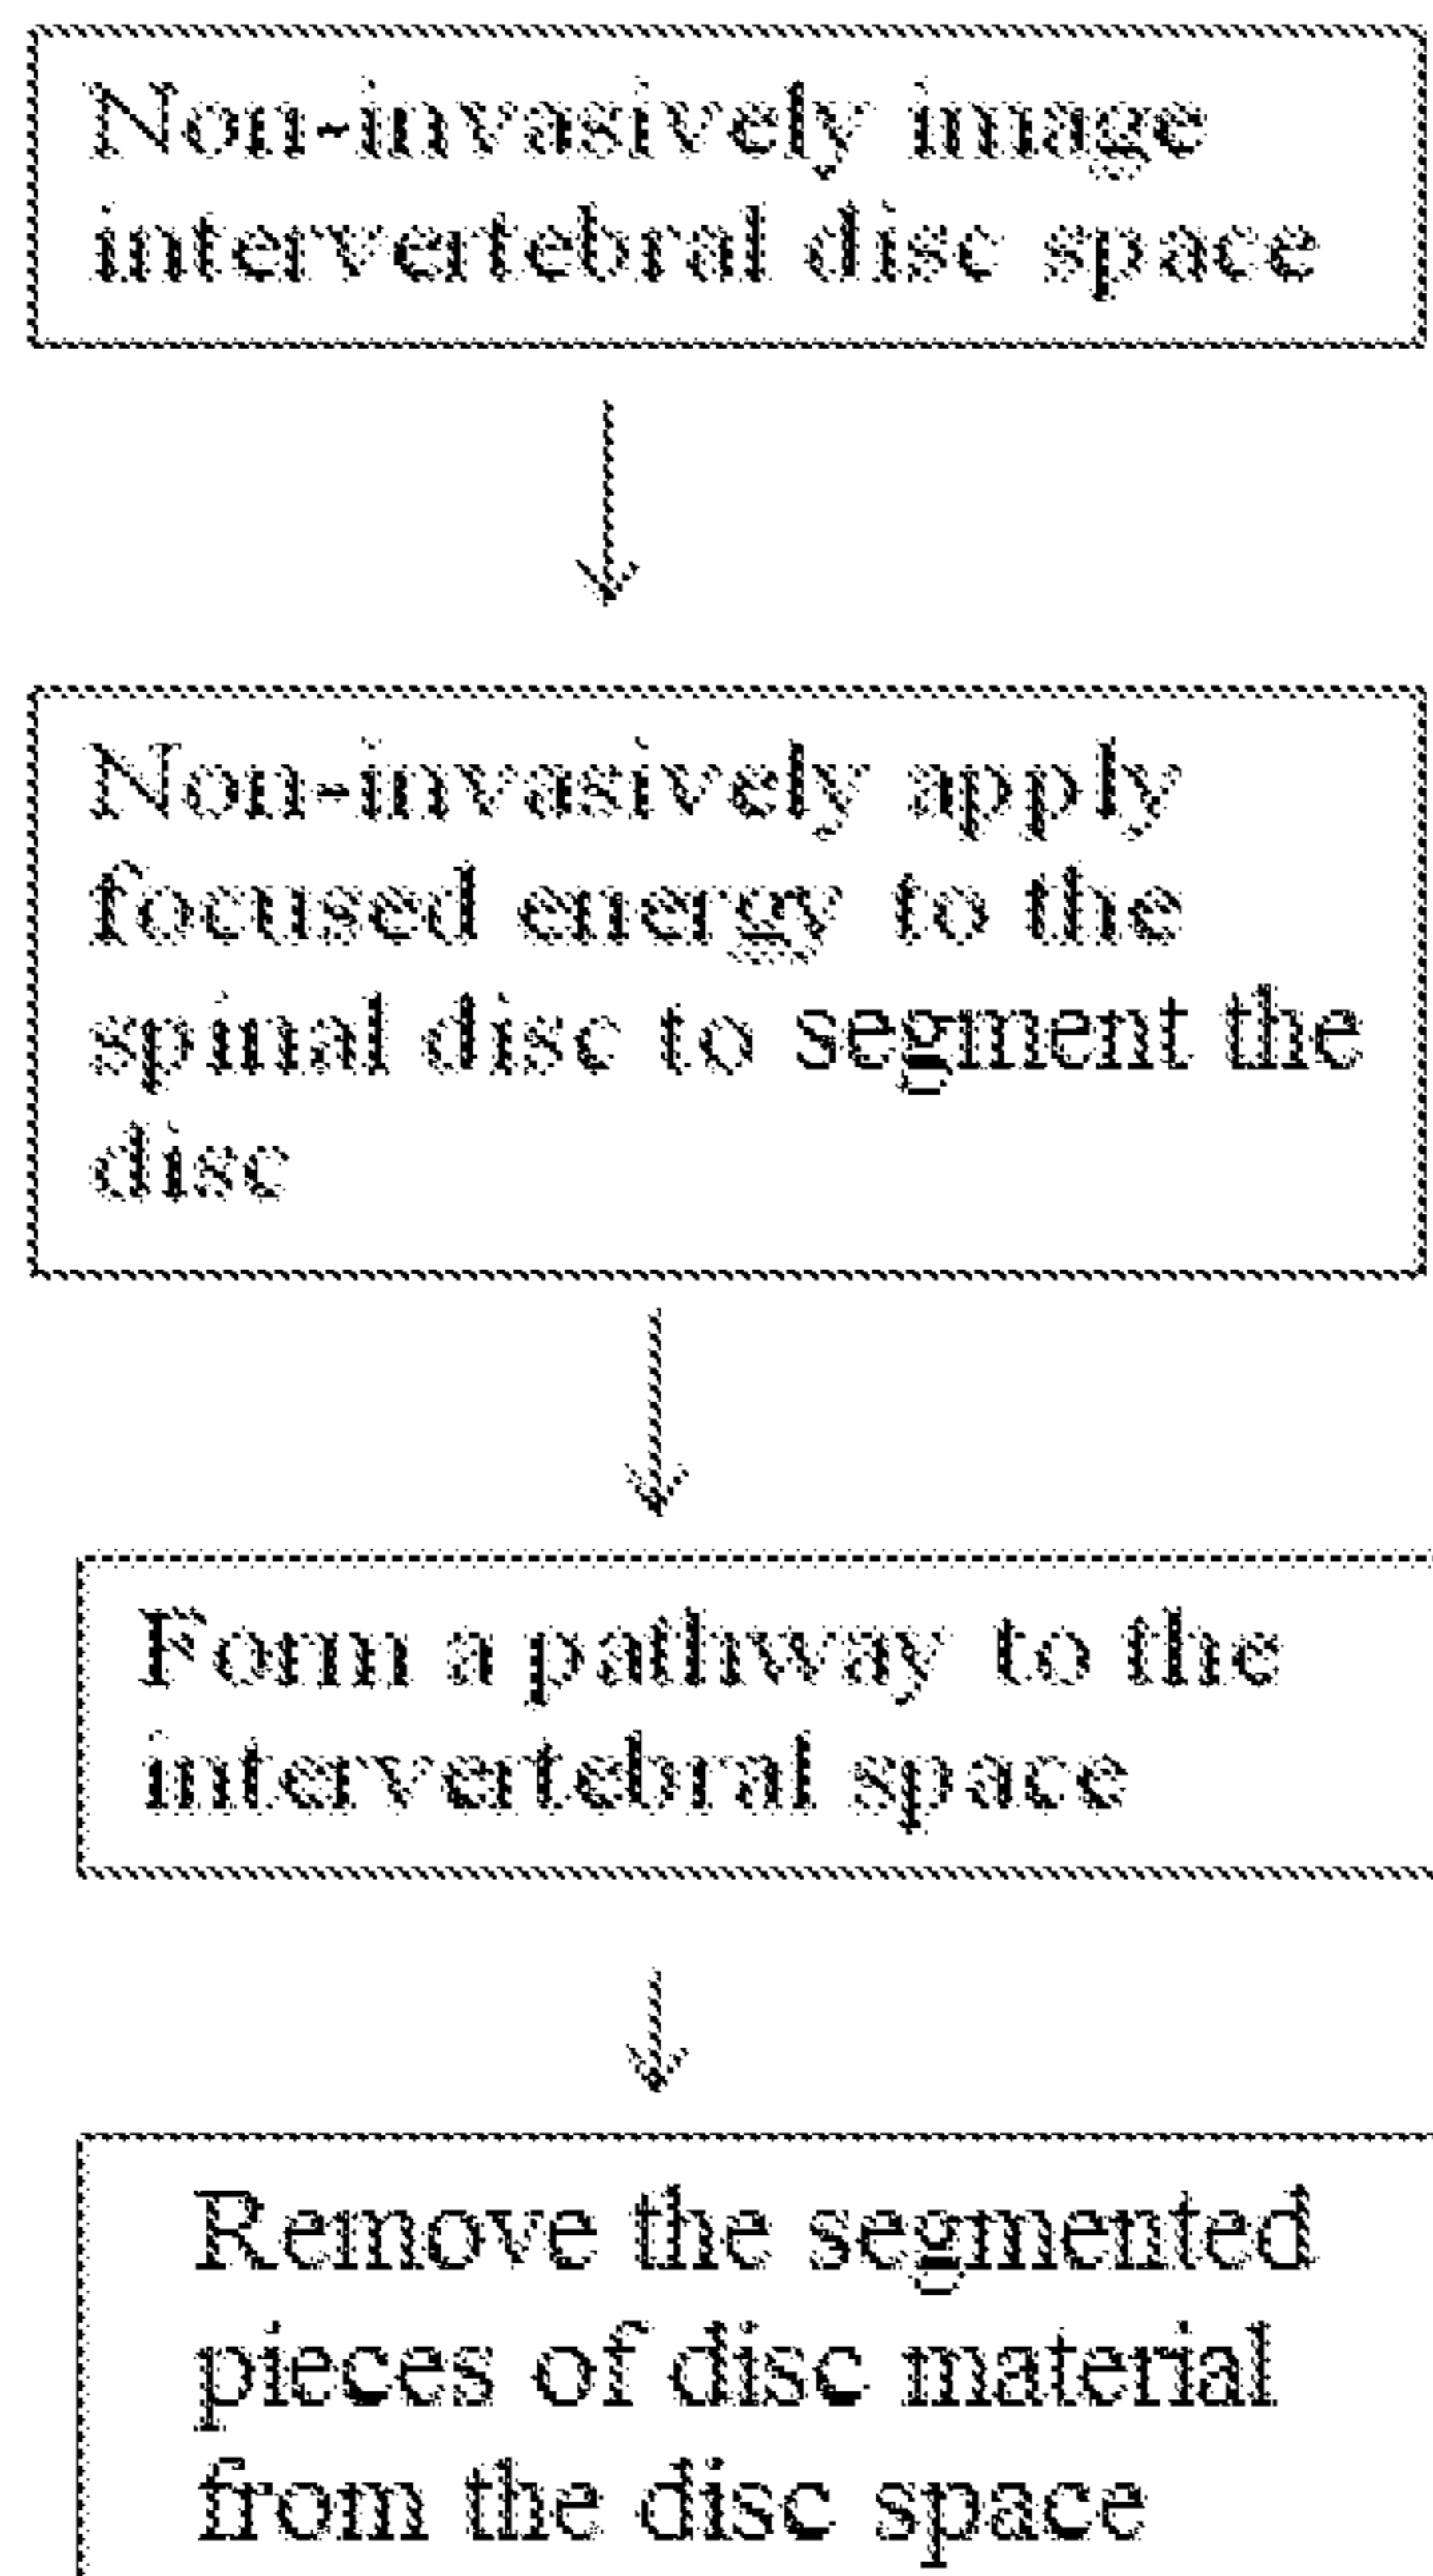 Non-invasively image
intervertebral disc space
Non-invasively apply
focused energy to the
spinal disc to segment the
disc
Form a pathway to the
intervertebral space
Remove the segmented
pieces of disc material
from the disc space